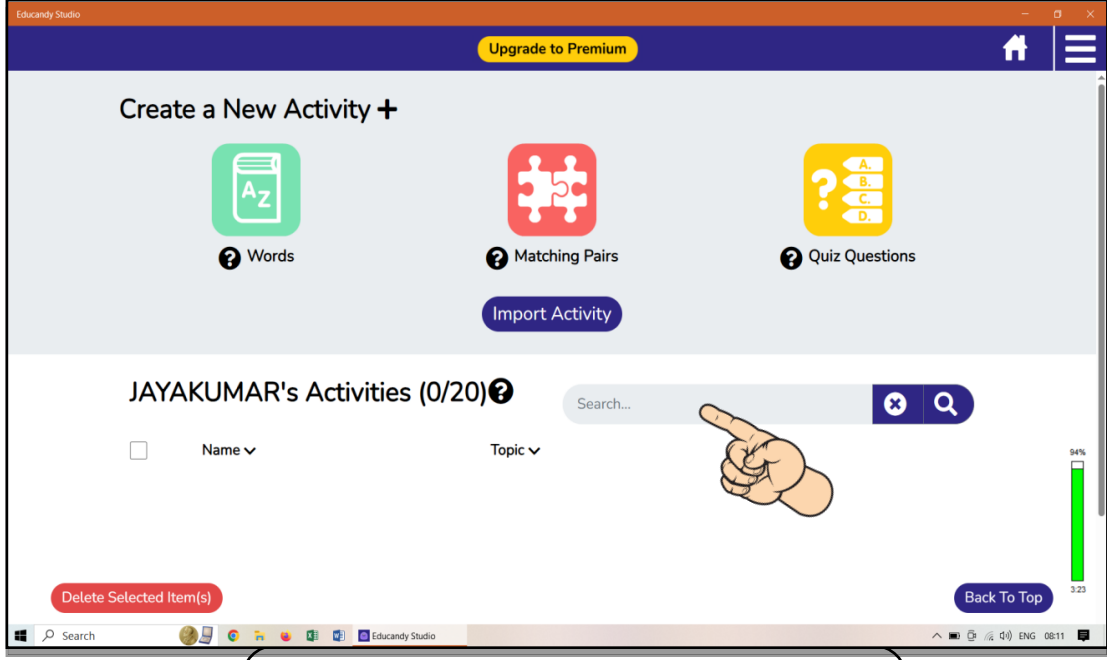 Educandy Studio
Upgrade to Premium
Create a New Activity +
A Z
? A. B. C. D.
? Words
? Matching Pairs
? Quiz Questions
Import Activity
JAYAKUMAR's Activities (0/20)?
Search...
Name
Topic
94%
3:23
Delete Selected Item(s)
Back To Top
Search
Educandy Studio
ENG 08:11